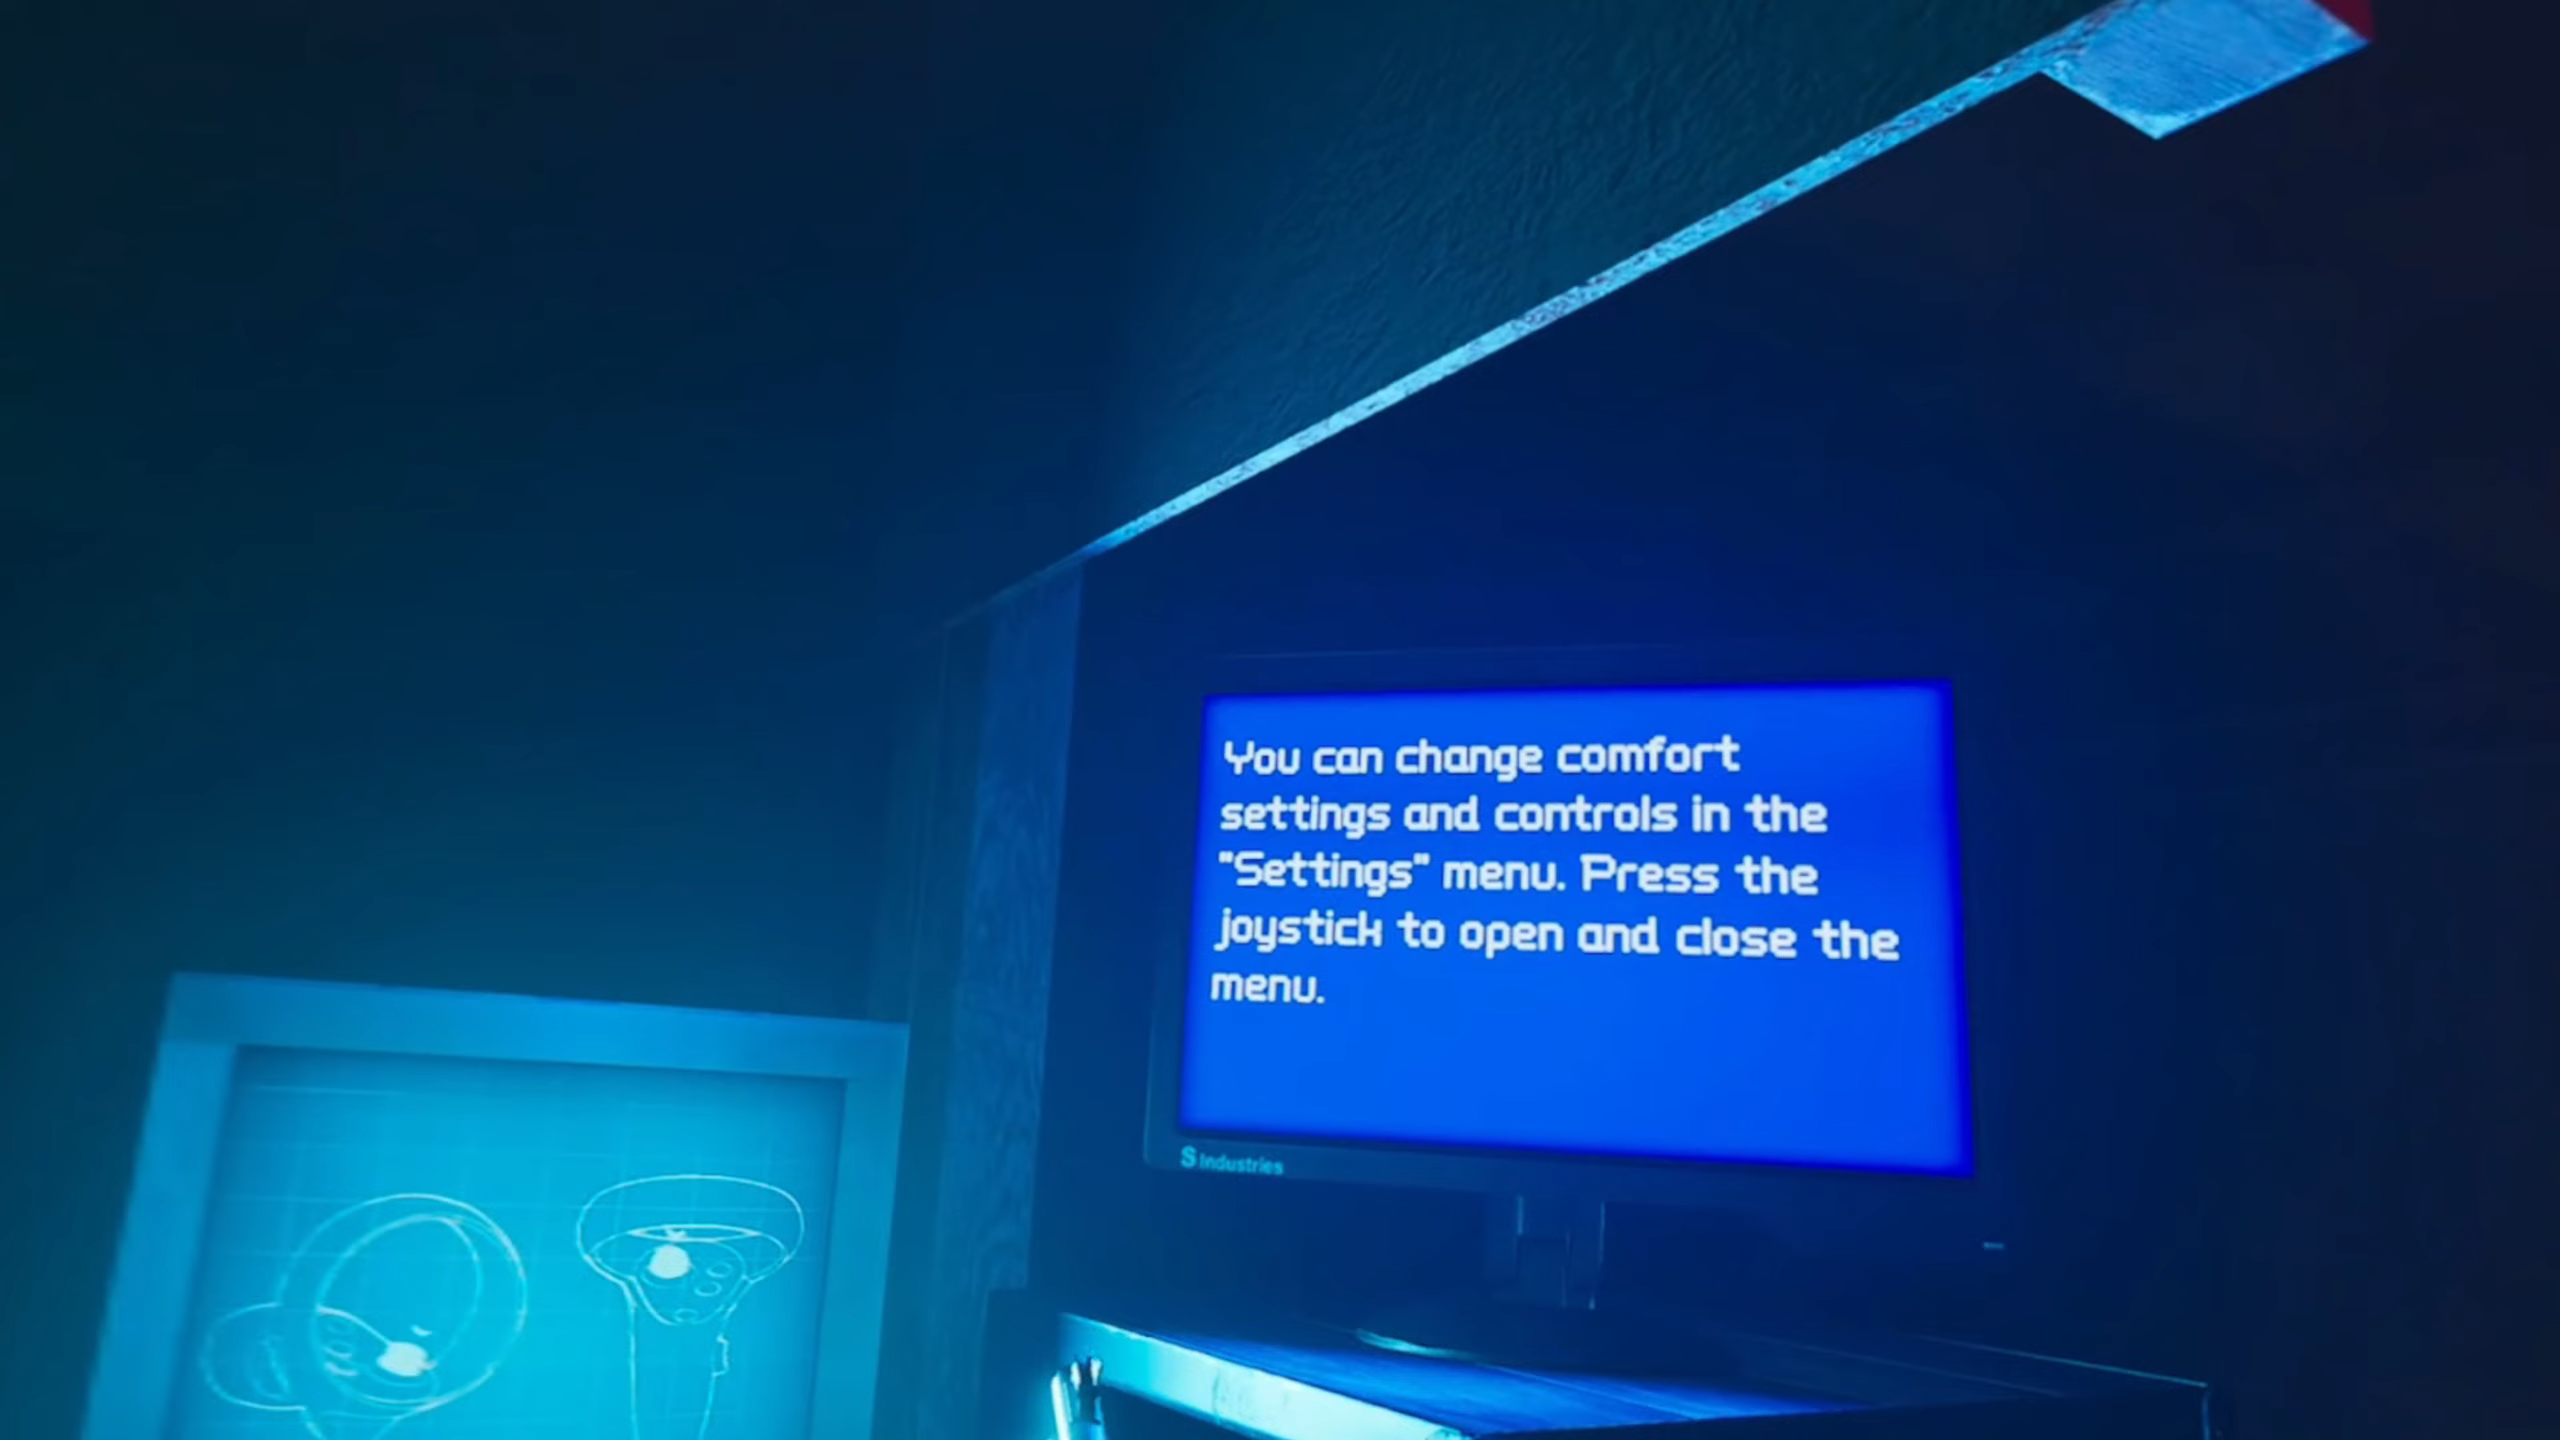 You can change comfort
settings and controls in the
"Settings" menu. Press the
joystick to open and close the
menu.
S Industries